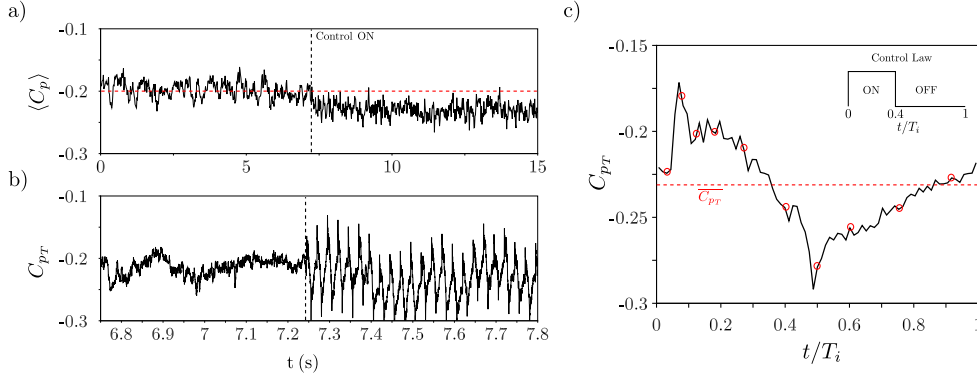 a)
-0.1
-0.2
-0.3
⟨C_p⟩
Control ON
0
5
10
15
b)
-0.1
-0.2
-0.3
C_{p_T}
6.8
6.9
7
7.1
7.2
7.3
7.4
7.5
7.6
7.7
7.8
t (s)
c)
-0.15
-0.2
-0.25
-0.3
C_{p_T}
Control Law
ON
OFF
0
0.4
1
t/T_i
\overline{C_{p_T}}
0
0.2
0.4
0.6
0.8
1
t/T_i